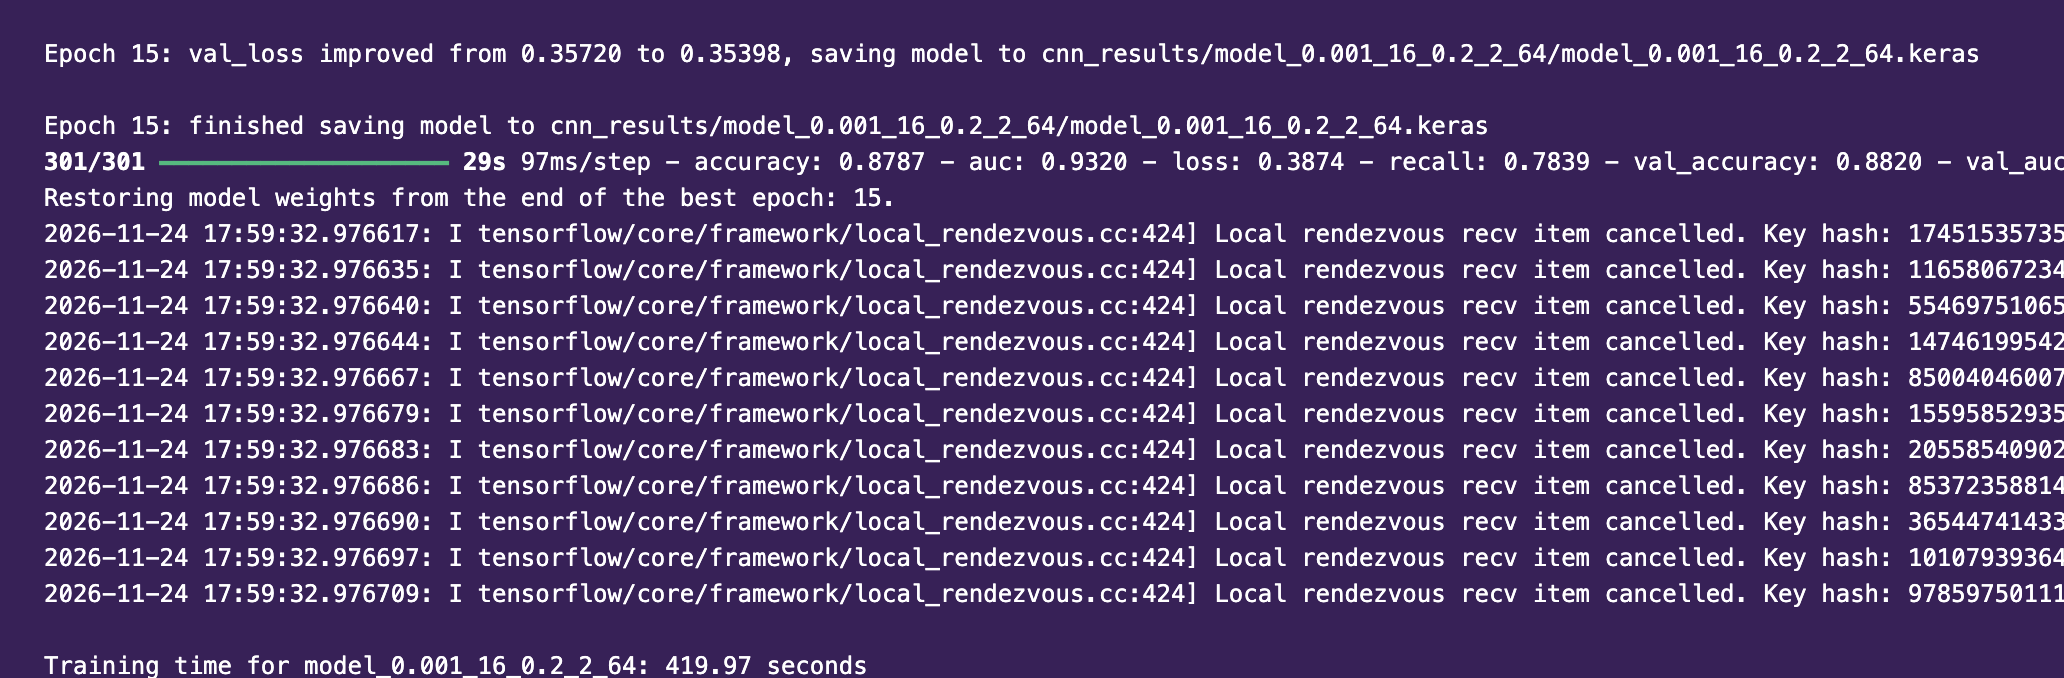 Epoch 15: val_loss improved from 0.35720 to 0.35398, saving model to cnn_results/model_0.001_16_0.2_2_64/model_0.001_16_0.2_2_64.keras
Epoch 15: finished saving model to cnn_results/model_0.001_16_0.2_2_64/model_0.001_16_0.2_2_64.keras
301/301 ━━━━━━━━━━━━━━━━━━━━ 29s 97ms/step - accuracy: 0.8787 - auc: 0.9320 - loss: 0.3874 - recall: 0.7839 - val_accuracy: 0.8820 - val_auc
Restoring model weights from the end of the best epoch: 15.
2026-11-24 17:59:32.976617: I tensorflow/core/framework/local_rendezvous.cc:424] Local rendezvous recv item cancelled. Key hash: 17451535735
2026-11-24 17:59:32.976635: I tensorflow/core/framework/local_rendezvous.cc:424] Local rendezvous recv item cancelled. Key hash: 11658067234
2026-11-24 17:59:32.976640: I tensorflow/core/framework/local_rendezvous.cc:424] Local rendezvous recv item cancelled. Key hash: 55469751065
2026-11-24 17:59:32.976644: I tensorflow/core/framework/local_rendezvous.cc:424] Local rendezvous recv item cancelled. Key hash: 14746199542
2026-11-24 17:59:32.976667: I tensorflow/core/framework/local_rendezvous.cc:424] Local rendezvous recv item cancelled. Key hash: 85004046007
2026-11-24 17:59:32.976679: I tensorflow/core/framework/local_rendezvous.cc:424] Local rendezvous recv item cancelled. Key hash: 15595852935
2026-11-24 17:59:32.976683: I tensorflow/core/framework/local_rendezvous.cc:424] Local rendezvous recv item cancelled. Key hash: 20558540902
2026-11-24 17:59:32.976686: I tensorflow/core/framework/local_rendezvous.cc:424] Local rendezvous recv item cancelled. Key hash: 85372358814
2026-11-24 17:59:32.976690: I tensorflow/core/framework/local_rendezvous.cc:424] Local rendezvous recv item cancelled. Key hash: 36544741433
2026-11-24 17:59:32.976697: I tensorflow/core/framework/local_rendezvous.cc:424] Local rendezvous recv item cancelled. Key hash: 10107939364
2026-11-24 17:59:32.976709: I tensorflow/core/framework/local_rendezvous.cc:424] Local rendezvous recv item cancelled. Key hash: 97859750111
Training time for model_0.001_16_0.2_2_64: 419.97 seconds